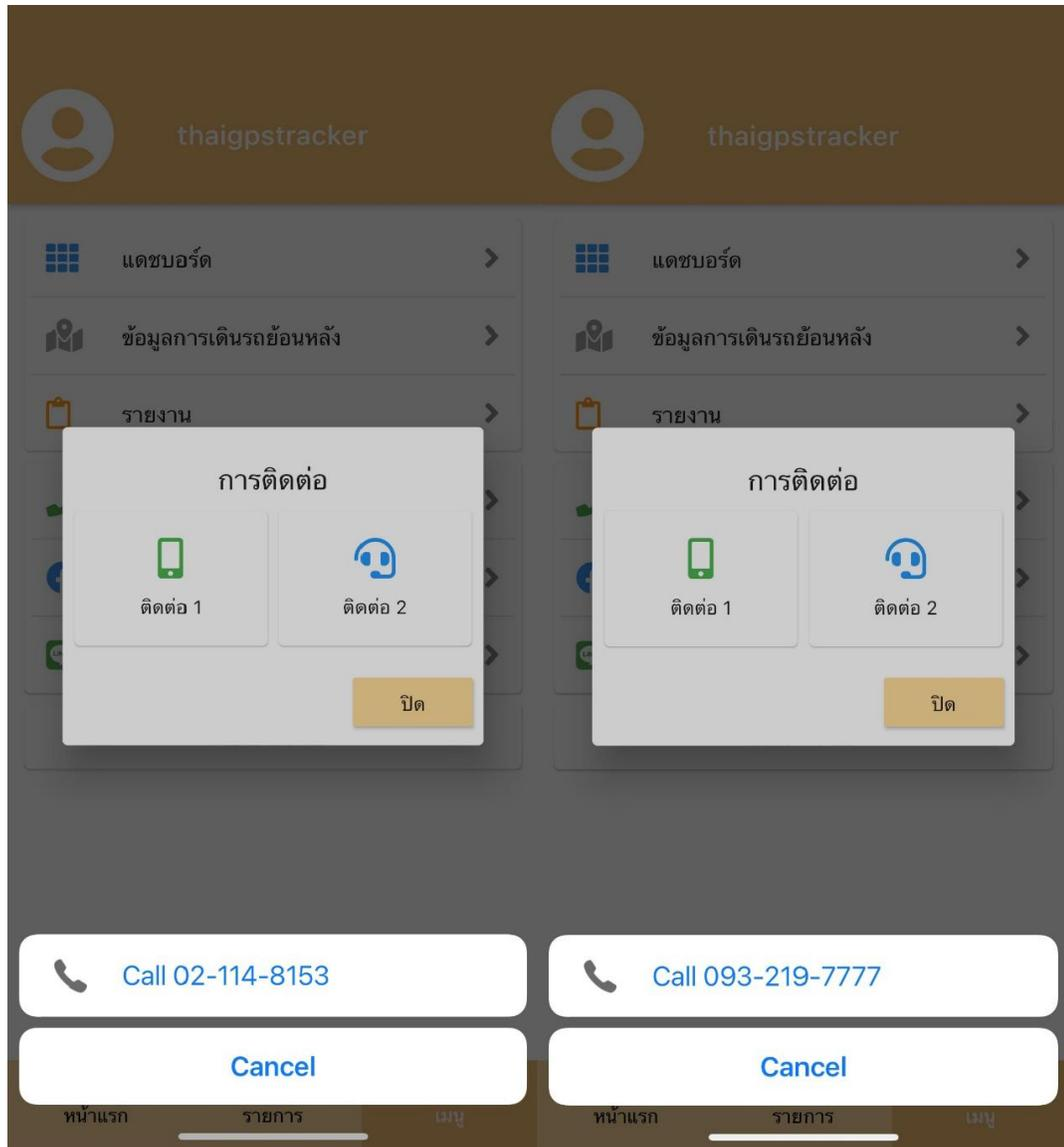 thaigpstracker
แดชบอร์ด
ข้อมูลการเดินรถย้อนหลัง
รายงาน
การติดต่อ
ติดต่อ 1
ติดต่อ 2
ปิด
Call 02-114-8153
Cancel
หน้าแรก
รายการ
เมนู
thaigpstracker
แดชบอร์ด
ข้อมูลการเดินรถย้อนหลัง
รายงาน
การติดต่อ
ติดต่อ 1
ติดต่อ 2
ปิด
Call 093-219-7777
Cancel
หน้าแรก
รายการ
เมนู